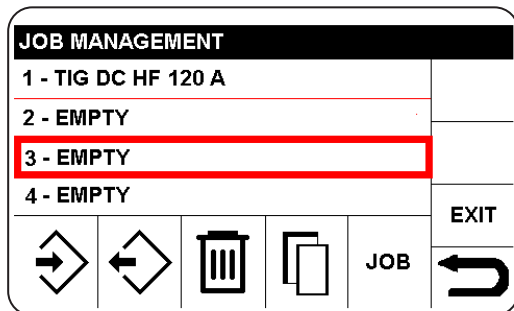 JOB MANAGEMENT
1 - TIG DC HF 120 A
2 - EMPTY
3 - EMPTY
4 - EMPTY
EXIT
JOB